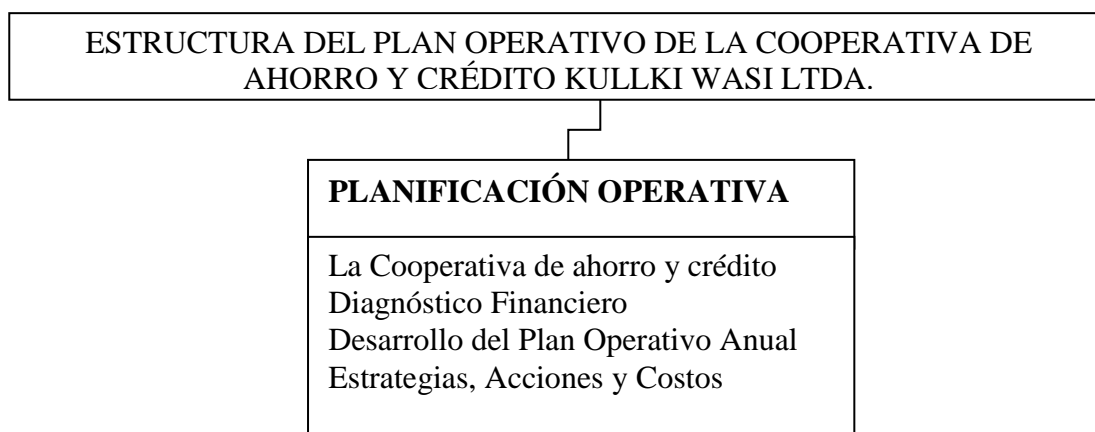 ESTRUCTURA DEL PLAN OPERATIVO DE LA COOPERATIVA DE
AHORRO Y CRÉDITO KULLKI WASI LTDA.
PLANIFICACIÓN OPERATIVA
La Cooperativa de ahorro y crédito
Diagnóstico Financiero
Desarrollo del Plan Operativo Anual
Estrategias, Acciones y Costos